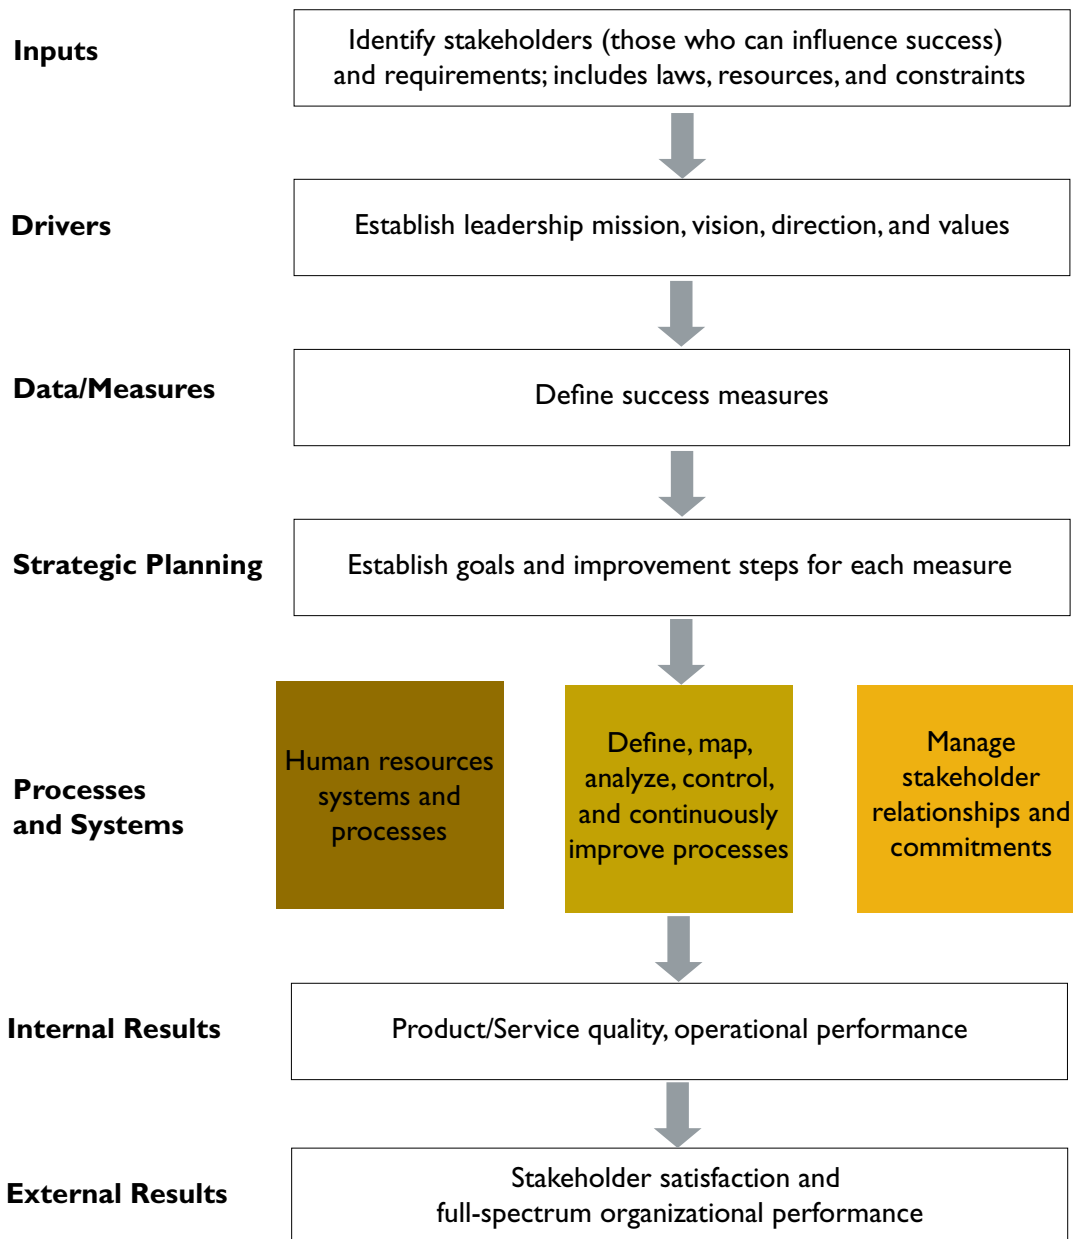 Inputs
Identify stakeholders (those who can influence success)
and requirements; includes laws, resources, and constraints
Drivers
Establish leadership mission, vision, direction, and values
Data/Measures
Define success measures
Strategic Planning
Establish goals and improvement steps for each measure
Processes
and Systems
Human resources
systems and
processes
Define, map,
analyze, control,
and continuously
improve processes
Manage
stakeholder
relationships and
commitments
Internal Results
Product/Service quality, operational performance
External Results
Stakeholder satisfaction and
full-spectrum organizational performance